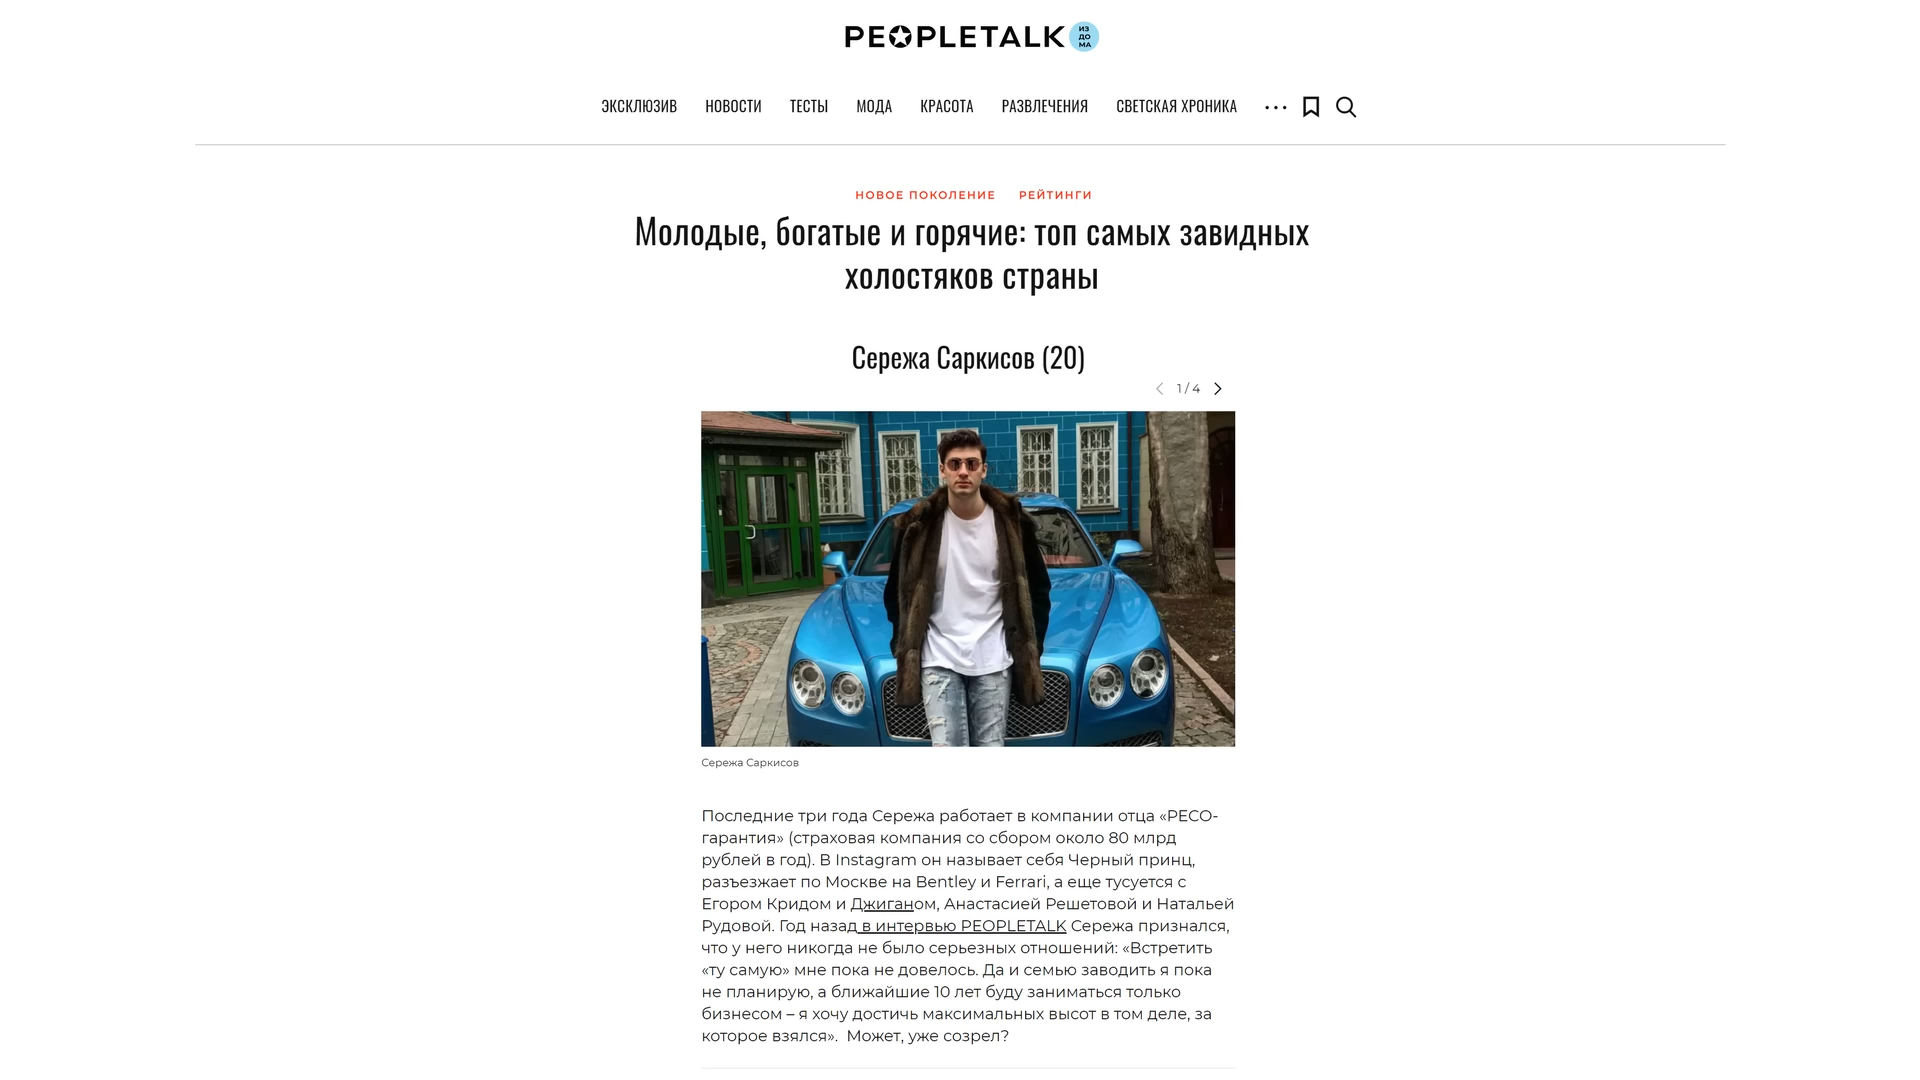 PEOPLETALK
ИЗ
ДО
МА
ЭКСКЛЮЗИВ НОВОСТИ ТЕСТЫ МОДА КРАСОТА РАЗВЛЕЧЕНИЯ СВЕТСКАЯ ХРОНИКА
НОВОЕ ПОКОЛЕНИЕ РЕЙТИНГИ
Молодые, богатые и горячие: топ самых завидных
холостяков страны
Сережа Саркисов (20)
1 / 4
Сережа Саркисов
Последние три года Сережа работает в компании отца «РЕСО-
гарантия» (страховая компания со сбором около 80 млрд
рублей в год). В Instagram он называет себя Черный принц,
разъезжает по Москве на Bentley и Ferrari, а еще тусуется с
Егором Кридом и Джиганом, Анастасией Решетовой и Натальей
Рудовой. Год назад в интервью PEOPLETALK Сережа признался,
что у него никогда не было серьезных отношений: «Встретить
«ту самую» мне пока не довелось. Да и семью заводить я пока
не планирую, а ближайшие 10 лет буду заниматься только
бизнесом – я хочу достичь максимальных высот в том деле, за
которое взялся». Может, уже созрел?